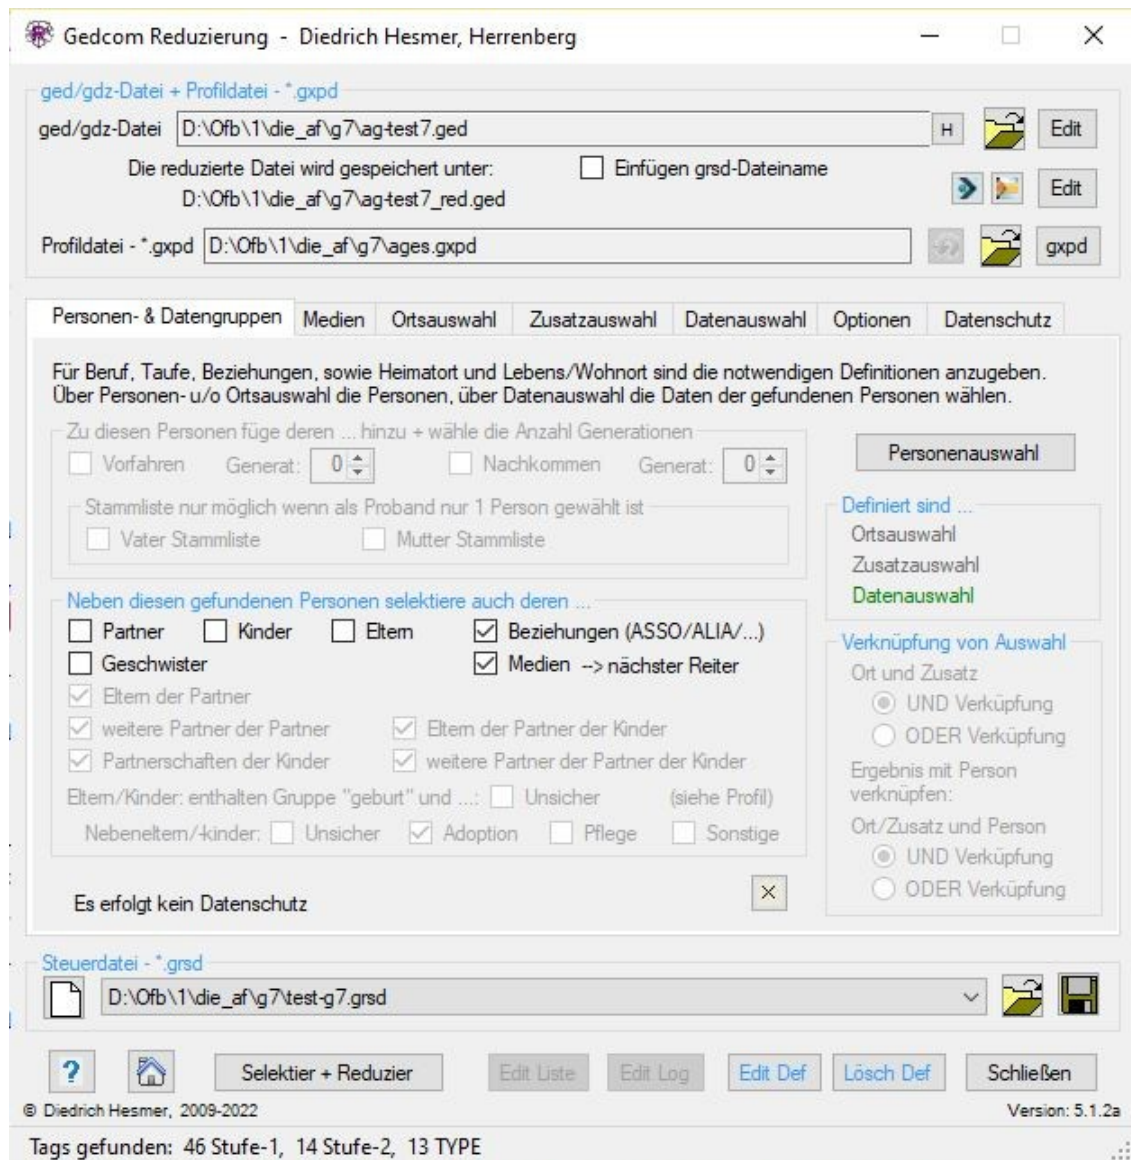 Gedcom Reduzierung - Diedrich Hesmer, Herrenberg
ged/gdz-Datei + Profildatei - *.gxpd
ged/gdz-Datei D:\Ofb\1\die_af\g7\ag-test7.ged H Edit
Die reduzierte Datei wird gespeichert unter: Einfügen grsd-Dateiname
D:\Ofb\1\die_af\g7\ag-test7_red.ged Edit
Profildatei - *.gxpd D:\Ofb\1\die_af\g7\ages.gxpd gxpd
Personen- & Datengruppen Medien Ortsauswahl Zusatzauswahl Datenauswahl Optionen Datenschutz
Für Beruf, Taufe, Beziehungen, sowie Heimatort und Lebens/Wohnort sind die notwendigen Definitionen anzugeben.
Über Personen- u/o Ortsauswahl die Personen, über Datenauswahl die Daten der gefundenen Personen wählen.
Zu diesen Personen füge deren ... hinzu + wähle die Anzahl Generationen
Vorfahren Generat: 0 Nachkommen Generat: 0
Stammliste nur möglich wenn als Proband nur 1 Person gewählt ist
Vater Stammliste Mutter Stammliste
Personenauswahl
Definiert sind ...
Ortsauswahl
Zusatzauswahl
Datenauswahl
Neben diesen gefundenen Personen selektiere auch deren ...
Partner Kinder Eltern Beziehungen (ASSO/ALIA/...)
Geschwister Medien --> nächster Reiter
Eltern der Partner
weitere Partner der Partner Eltern der Partner der Kinder
Partnerschaften der Kinder weitere Partner der Partner der Kinder
Eltern/Kinder: enthalten Gruppe "geburt" und ...: Unsicher (siehe Profil)
Nebeneltern/-kinder: Unsicher Adoption Pflege Sonstige
Verknüpfung von Auswahl
Ort und Zusatz
UND Verküpfung
ODER Verküpfung
Ergebnis mit Person
verknüpfen:
Ort/Zusatz und Person
UND Verküpfung
ODER Verküpfung
Es erfolgt kein Datenschutz
Steuerdatei - *.grsd
D:\Ofb\1\die_af\g7\test-g7.grsd
? Selektier + Reduzier Edit Liste Edit Log Edit Def Lösch Def Schließen
© Diedrich Hesmer, 2009-2022 Version: 5.1.2a
Tags gefunden: 46 Stufe-1, 14 Stufe-2, 13 TYPE